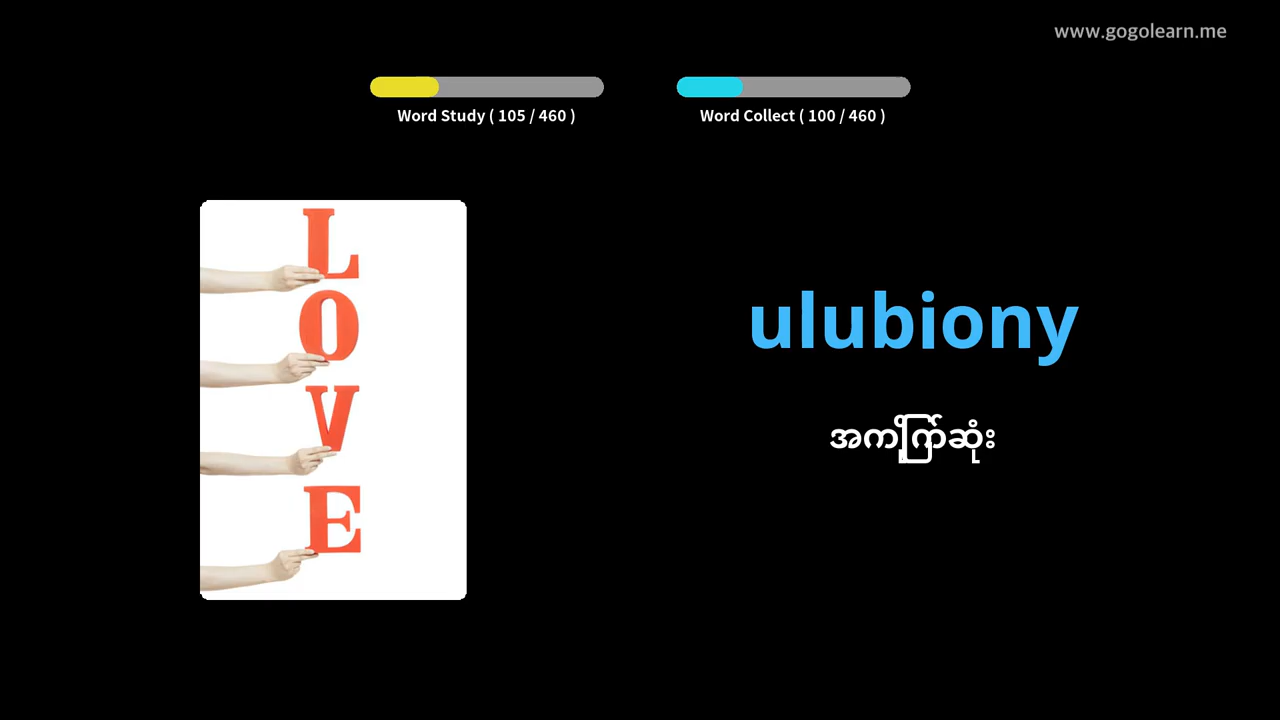 www.gogolearn.me
Word Study ( 105 / 460 )
Word Collect ( 100 / 460 )
L
O
V
E
ulubiony
အကြိုက်ဆုံး